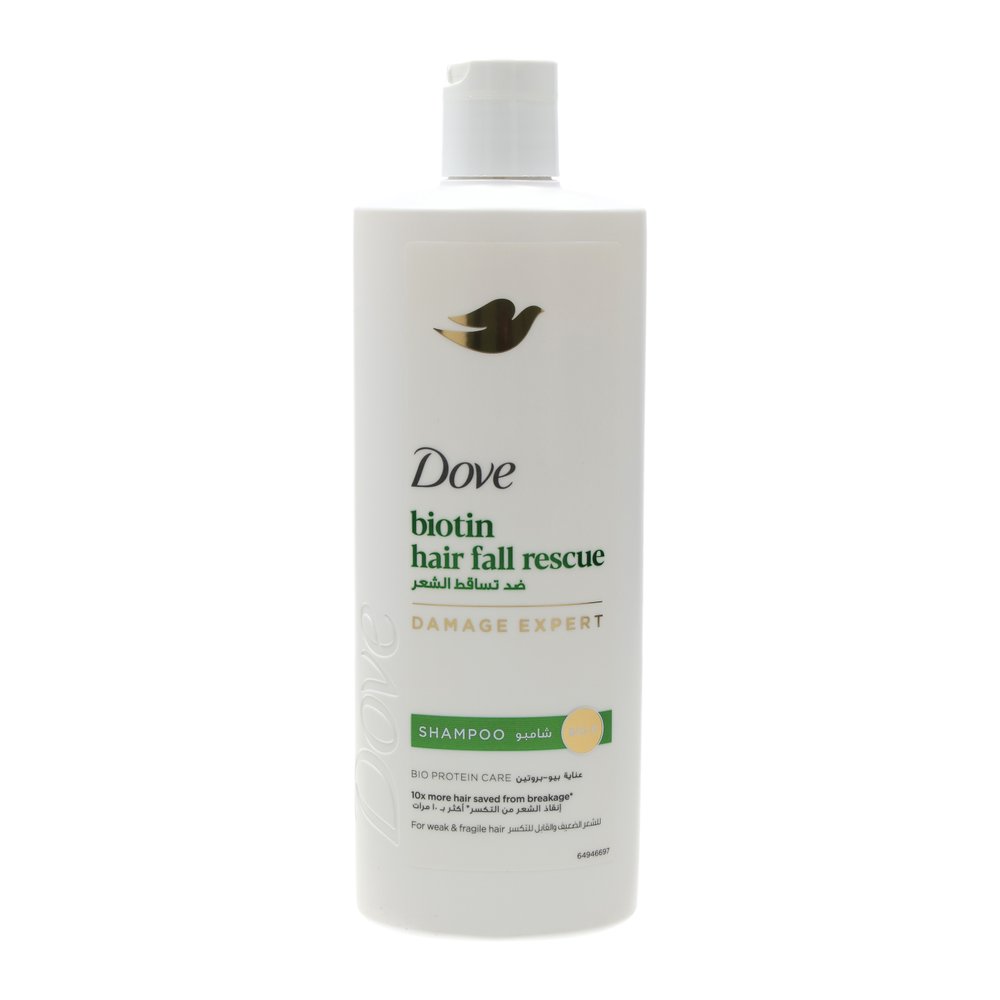 Dove
biotin
hair fall rescue
ضد تساقط الشعر
DAMAGE EXPERT
Dove
SHAMPOO شامبو
BIO PROTEIN CARE عناية بيو-بروتين
10x more hair saved from breakage*
إنقاذ الشعر من التكسر* أكثر بـ ١٠ مرات
For weak & fragile hair للشعر الضعيف والقابل للتكسر
64946697